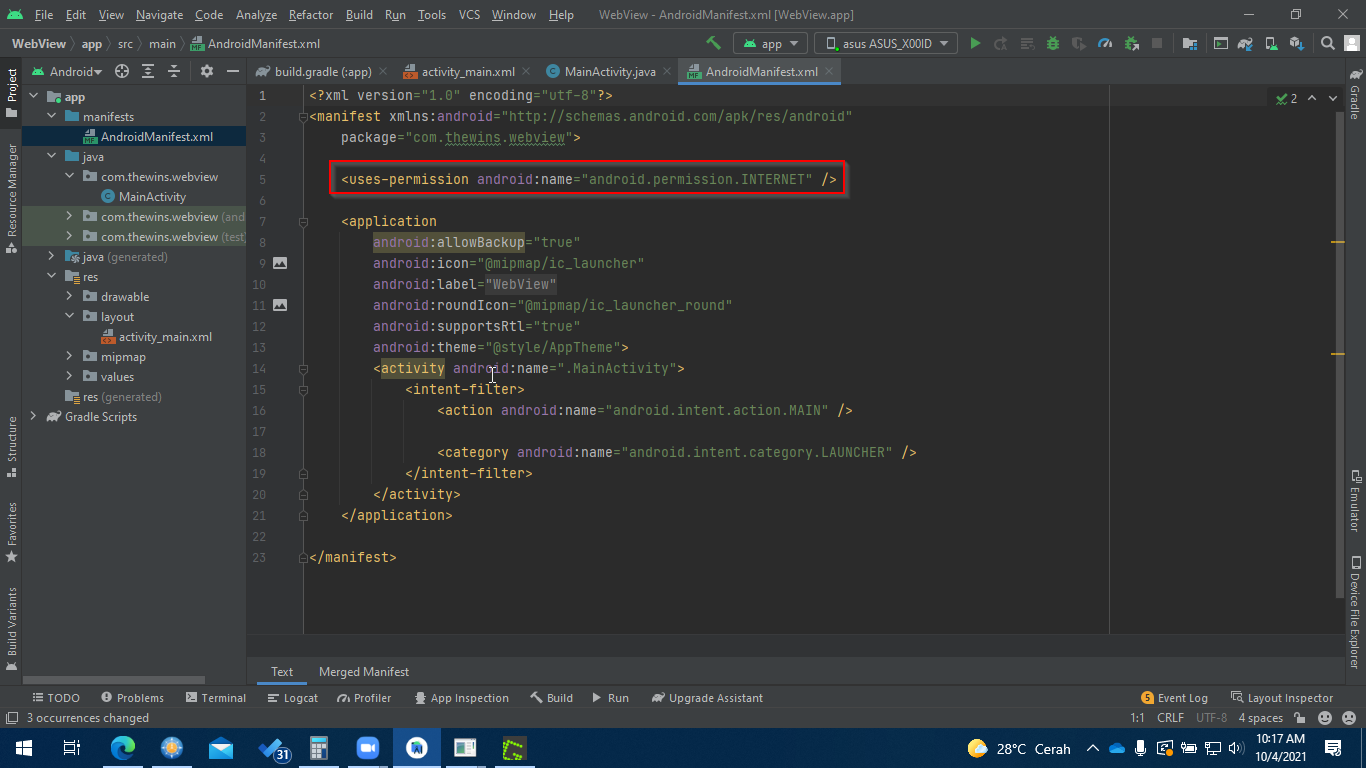 File Edit View Navigate Code Analyze Refactor Build Run Tools VCS Window Help WebView - AndroidManifest.xml [WebView.app]
WebView app src main AndroidManifest.xml app asus ASUS_X00ID
Project
Resource Manager
Structure
Favorites
Build Variants
Android
app
manifests
AndroidManifest.xml
java
com.thewins.webview
MainActivity
com.thewins.webview (and
com.thewins.webview (test
java (generated)
res
drawable
layout
activity_main.xml
mipmap
values
res (generated)
Gradle Scripts
build.gradle (:app) activity_main.xml MainActivity.java AndroidManifest.xml
2
1 <?xml version="1.0" encoding="utf-8"?>
2 <manifest xmlns:android="http://schemas.android.com/apk/res/android"
3 package="com.thewins.webview">
4
5 <uses-permission android:name="android.permission.INTERNET" />
6
7 <application
8 android:allowBackup="true"
9 android:icon="@mipmap/ic_launcher"
10 android:label="WebView"
11 android:roundIcon="@mipmap/ic_launcher_round"
12 android:supportsRtl="true"
13 android:theme="@style/AppTheme">
14 <activity android:name=".MainActivity">
15 <intent-filter>
16 <action android:name="android.intent.action.MAIN" />
17
18 <category android:name="android.intent.category.LAUNCHER" />
19 </intent-filter>
20 </activity>
21 </application>
22
23 </manifest>
Gradle
Emulator
Device File Explorer
Text Merged Manifest
TODO Problems Terminal Logcat Profiler App Inspection Build Run Upgrade Assistant 5 Event Log Layout Inspector
3 occurrences changed 1:1 CRLF UTF-8 4 spaces
31 28°C Cerah 10:17 AM
10/4/2021